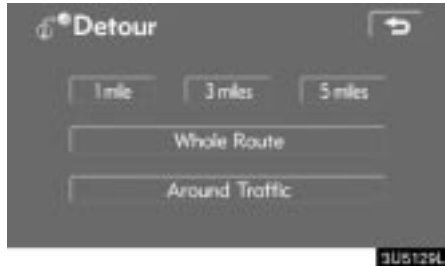 Detour
1 mile 3 miles 5 miles
Whole Route
Around Traffic
3U5129L